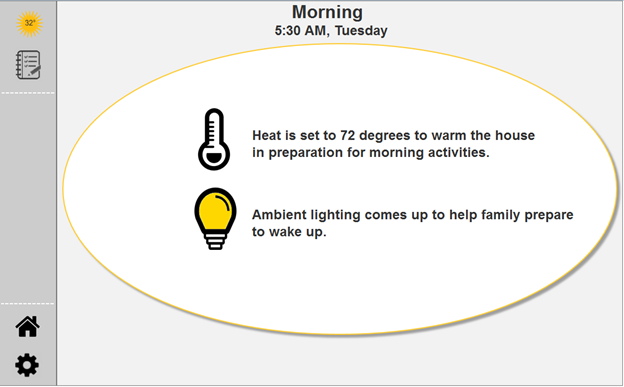 Morning
32°
5:30 AM, Tuesday
Heat is set to 72 degrees to warm the house
in preparation for morning activities.
Ambient lighting comes up to help family prepare
to wake up.